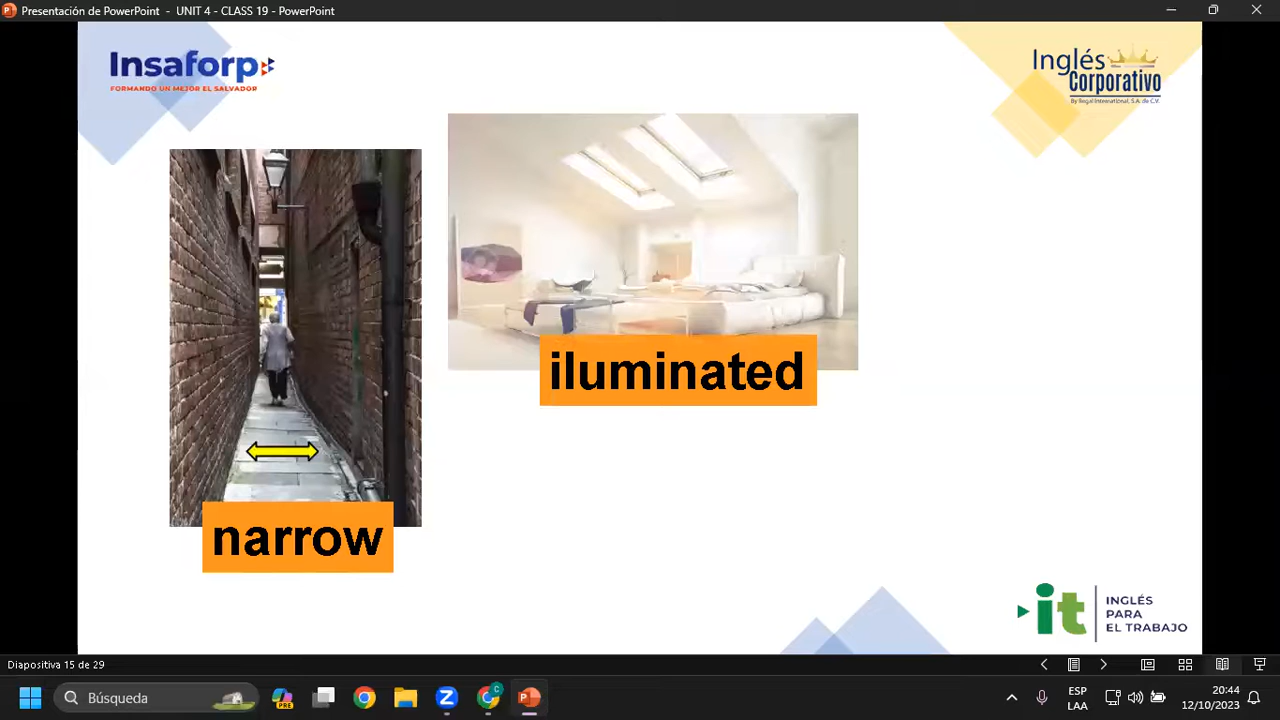 Presentación de PowerPoint - UNIT 4 - CLASS 19 - PowerPoint
Insaforp
FORMANDO UN MEJOR EL SALVADOR
Inglés
Corporativo
By Regal International, S.A. de C.V.
iluminated
narrow
it
INGLÉS
PARA
EL TRABAJO
Diapositiva 15 de 29
Búsqueda
PRE
ESP
LAA
20:44
12/10/2023